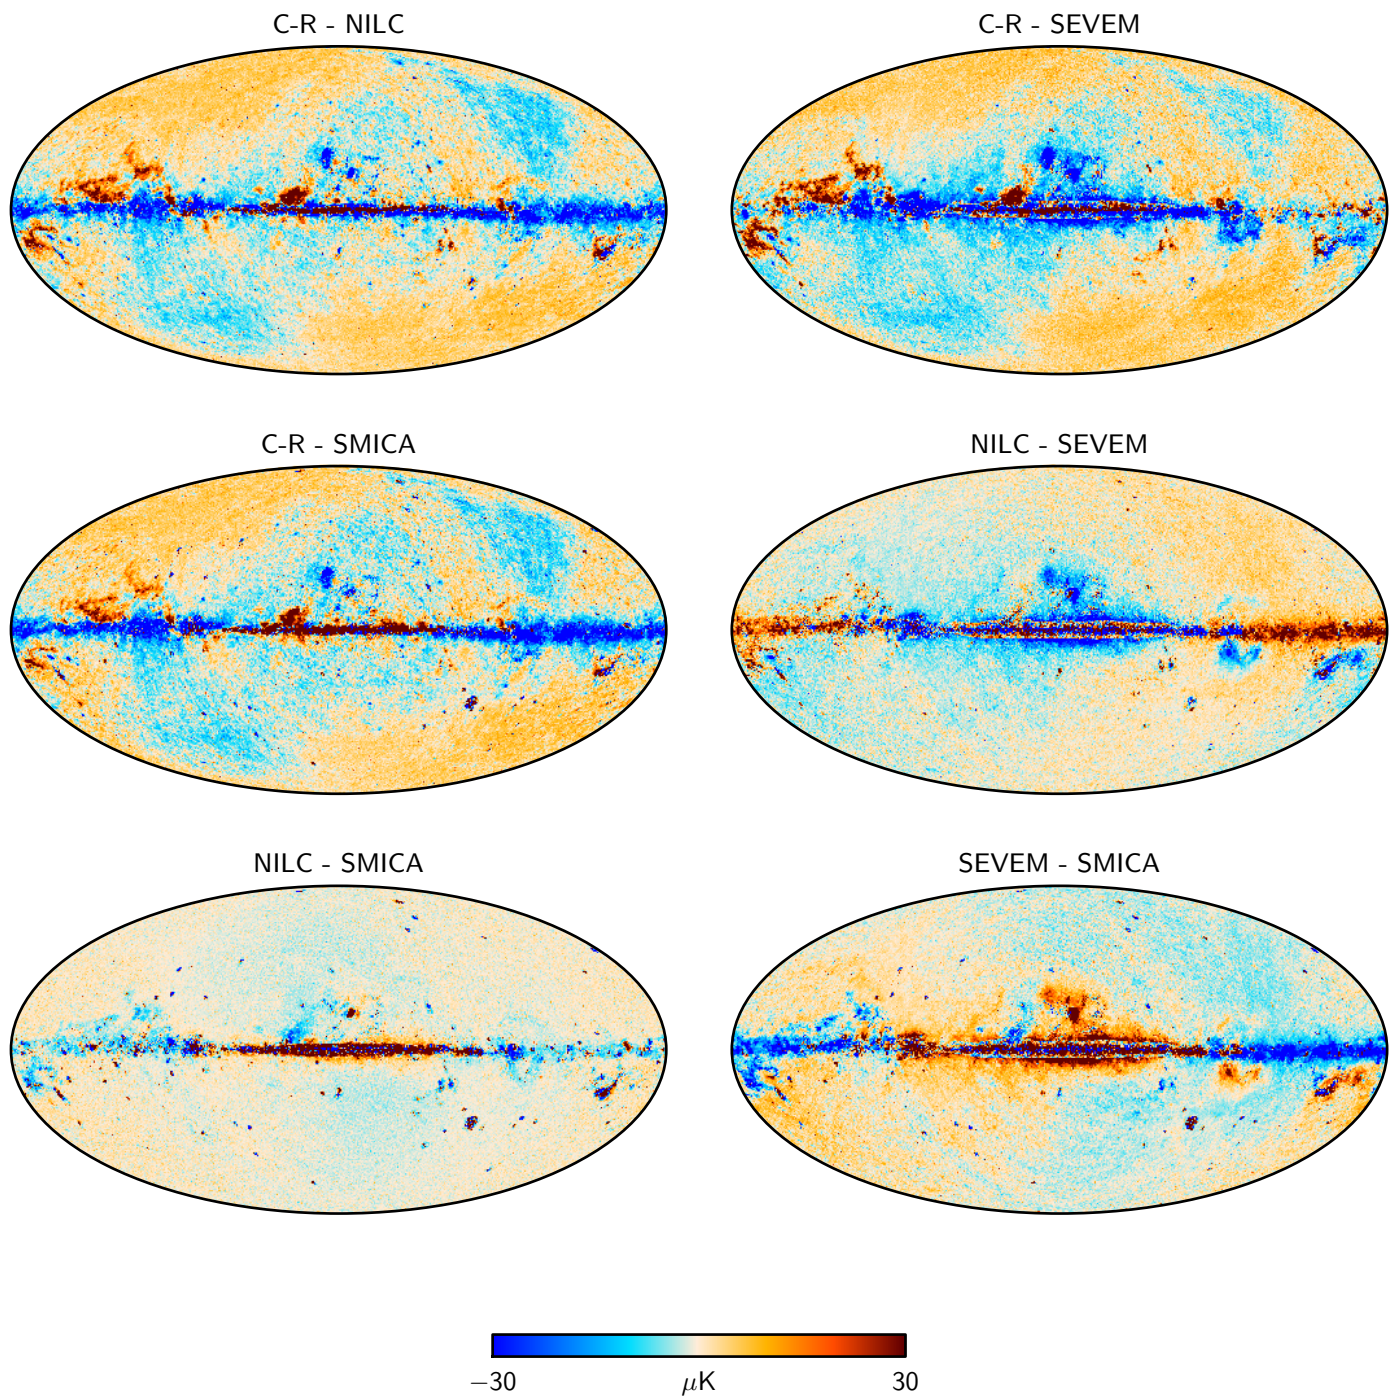 C-R - NILC
C-R - SEVEM
C-R - SMICA
NILC - SEVEM
NILC - SMICA
SEVEM - SMICA
−30 μK 30